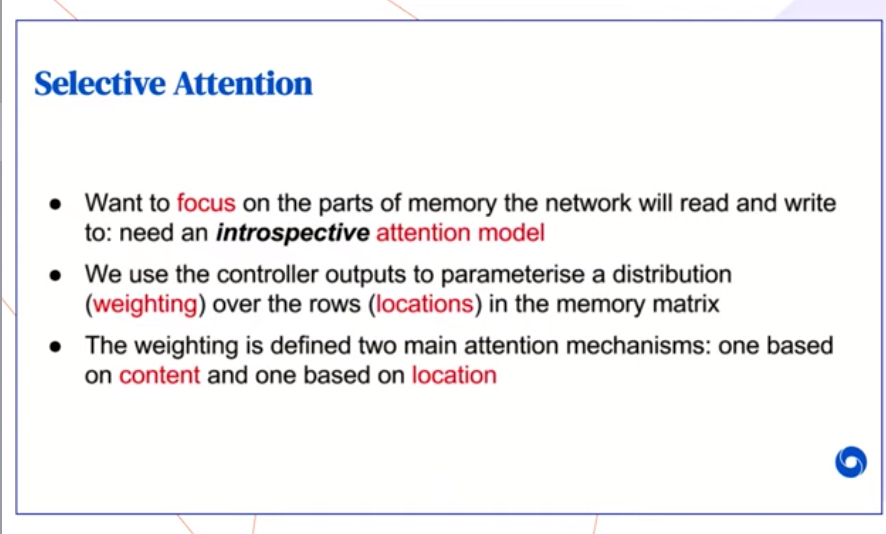 Selective Attention
● Want to focus on the parts of memory the network will read and write
to: need an introspective attention model
● We use the controller outputs to parameterise a distribution
(weighting) over the rows (locations) in the memory matrix
● The weighting is defined two main attention mechanisms: one based
on content and one based on location